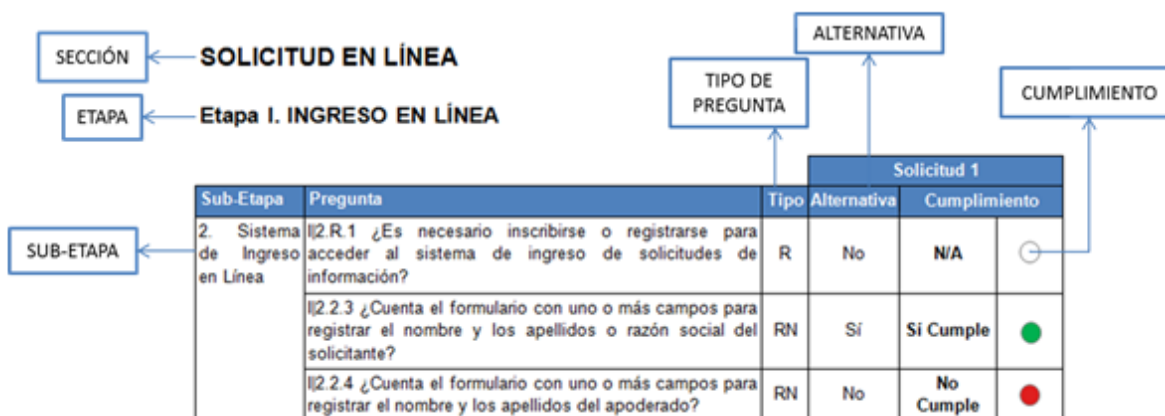 ALTERNATIVA
SECCIÓN
SOLICITUD EN LÍNEA
TIPO DE
PREGUNTA
CUMPLIMIENTO
ETAPA
Etapa I. INGRESO EN LÍNEA
Solicitud 1
Sub-Etapa Pregunta Tipo Alternativa Cumplimiento
SUB-ETAPA
2. Sistema
de Ingreso
en Línea
I|2.R.1 ¿Es necesario inscribirse o registrarse para
acceder al sistema de ingreso de solicitudes de
información?
R No N/A
I|2.2.3 ¿Cuenta el formulario con uno o más campos para
registrar el nombre y los apellidos o razón social del
solicitante?
RN Sí Sí Cumple
I|2.2.4 ¿Cuenta el formulario con uno o más campos para
registrar el nombre y los apellidos del apoderado?
RN No No
Cumple